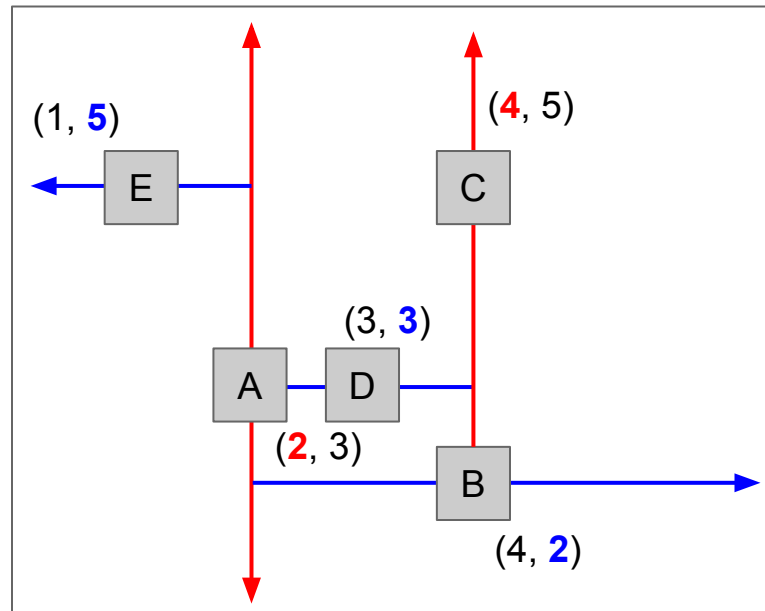 (1, 5)
(4, 5)
E
C
(3, 3)
A
D
(2, 3)
B
(4, 2)